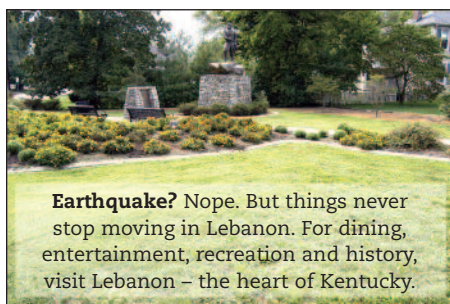 Earthquake? Nope. But things never
stop moving in Lebanon. For dining,
entertainment, recreation and history,
visit Lebanon – the heart of Kentucky.